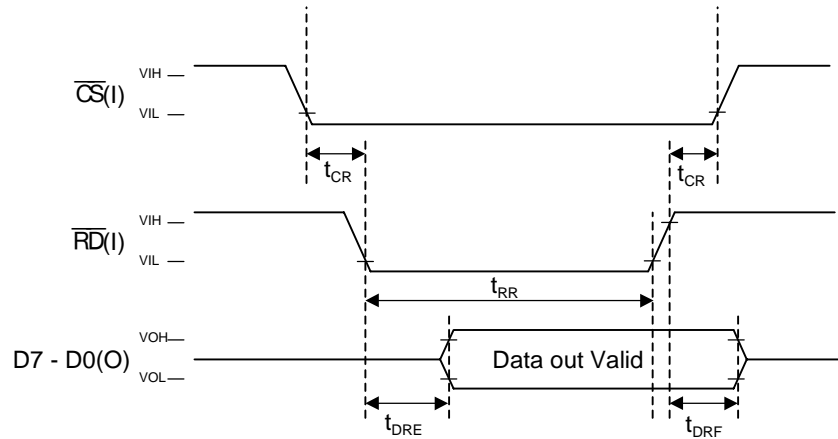 VIH
CS(I)
VIL
tCR tCR
VIH
RD(I)
VIL
tRR
VOH
D7 - D0(O) Data out Valid
VOL
tDRE tDRF